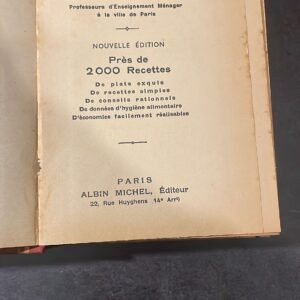 Professeurs d'Enseignement Ménager
à la ville de Paris
NOUVELLE ÉDITION
Près de
2000 Recettes
De plats exquis
De recettes simples
De conseils rationnels
De données d'hygiène alimentaire
D'économies facilement réalisables
PARIS
ALBIN MICHEL, Éditeur
22, Rue Huyghens (14e Arrt)